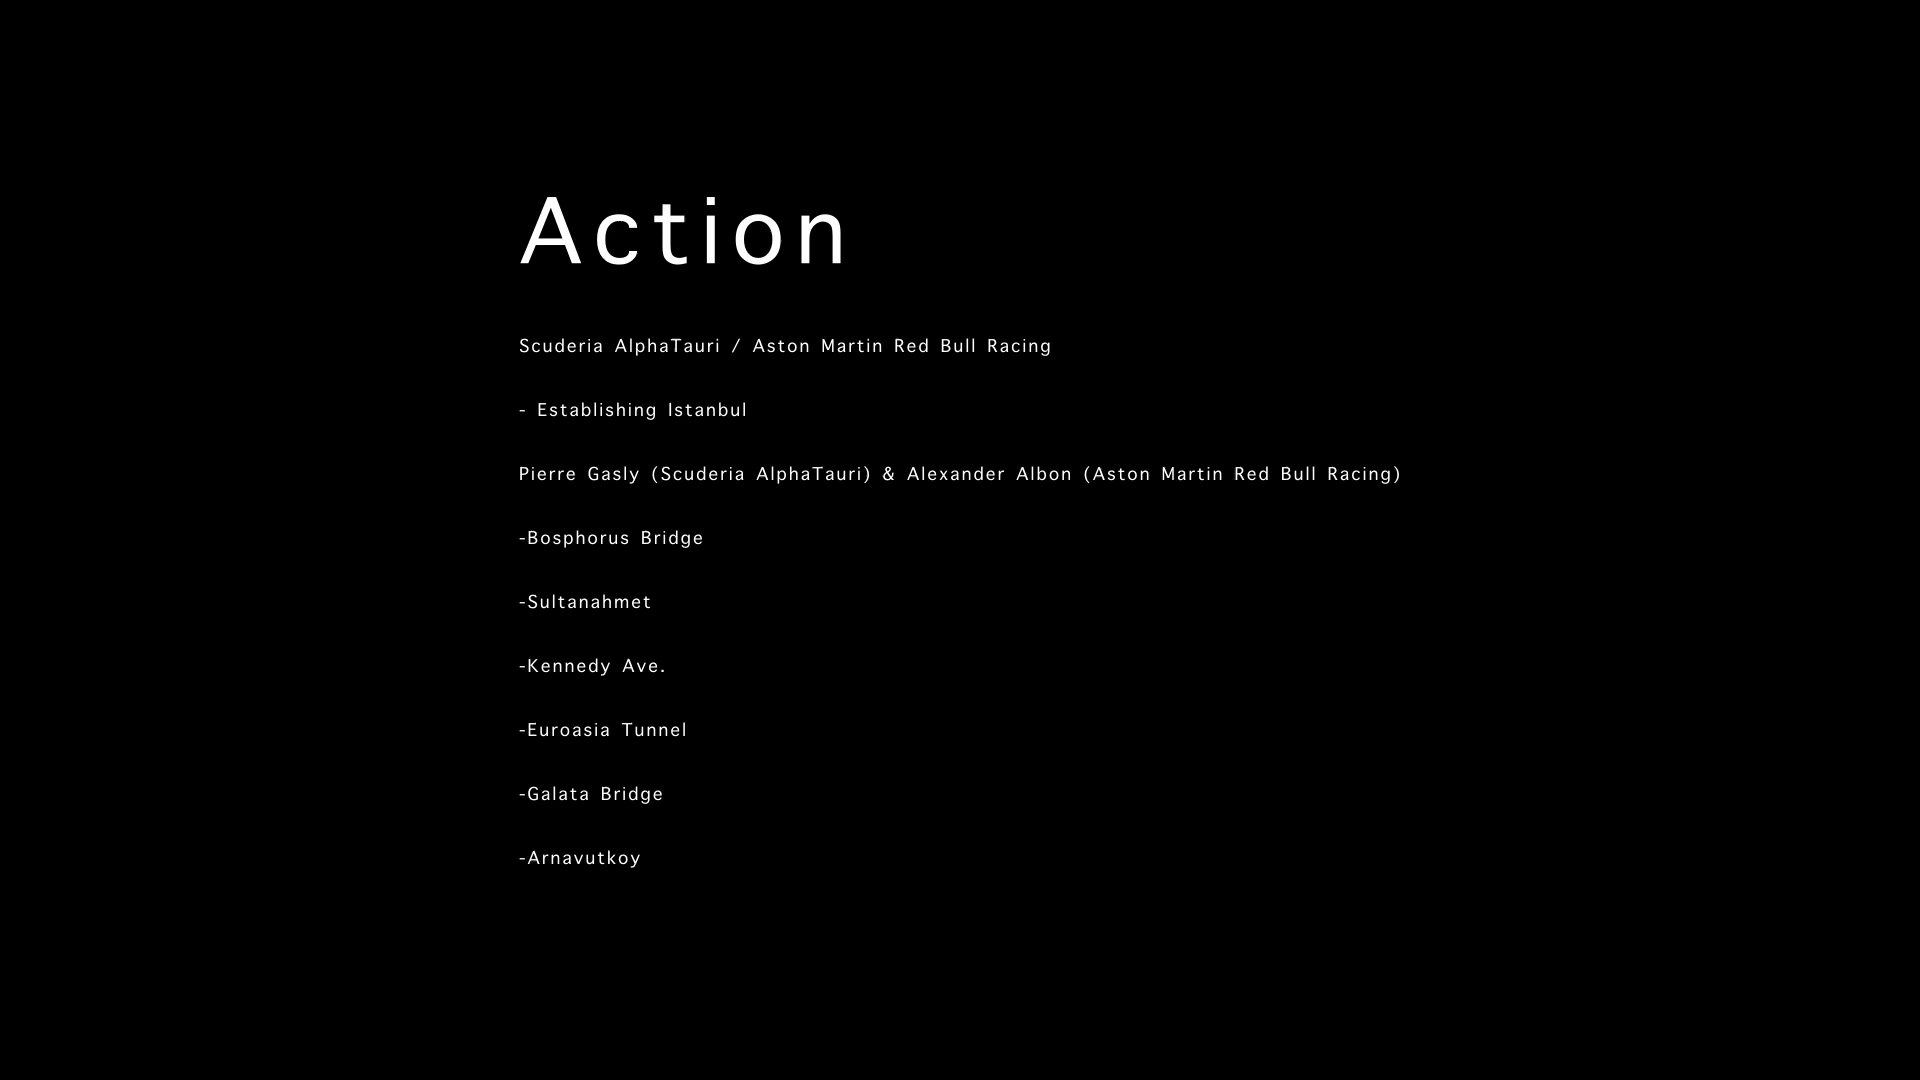 Action
Scuderia AlphaTauri / Aston Martin Red Bull Racing
- Establishing Istanbul
Pierre Gasly (Scuderia AlphaTauri) & Alexander Albon (Aston Martin Red Bull Racing)
-Bosphorus Bridge
-Sultanahmet
-Kennedy Ave.
-Euroasia Tunnel
-Galata Bridge
-Arnavutkoy